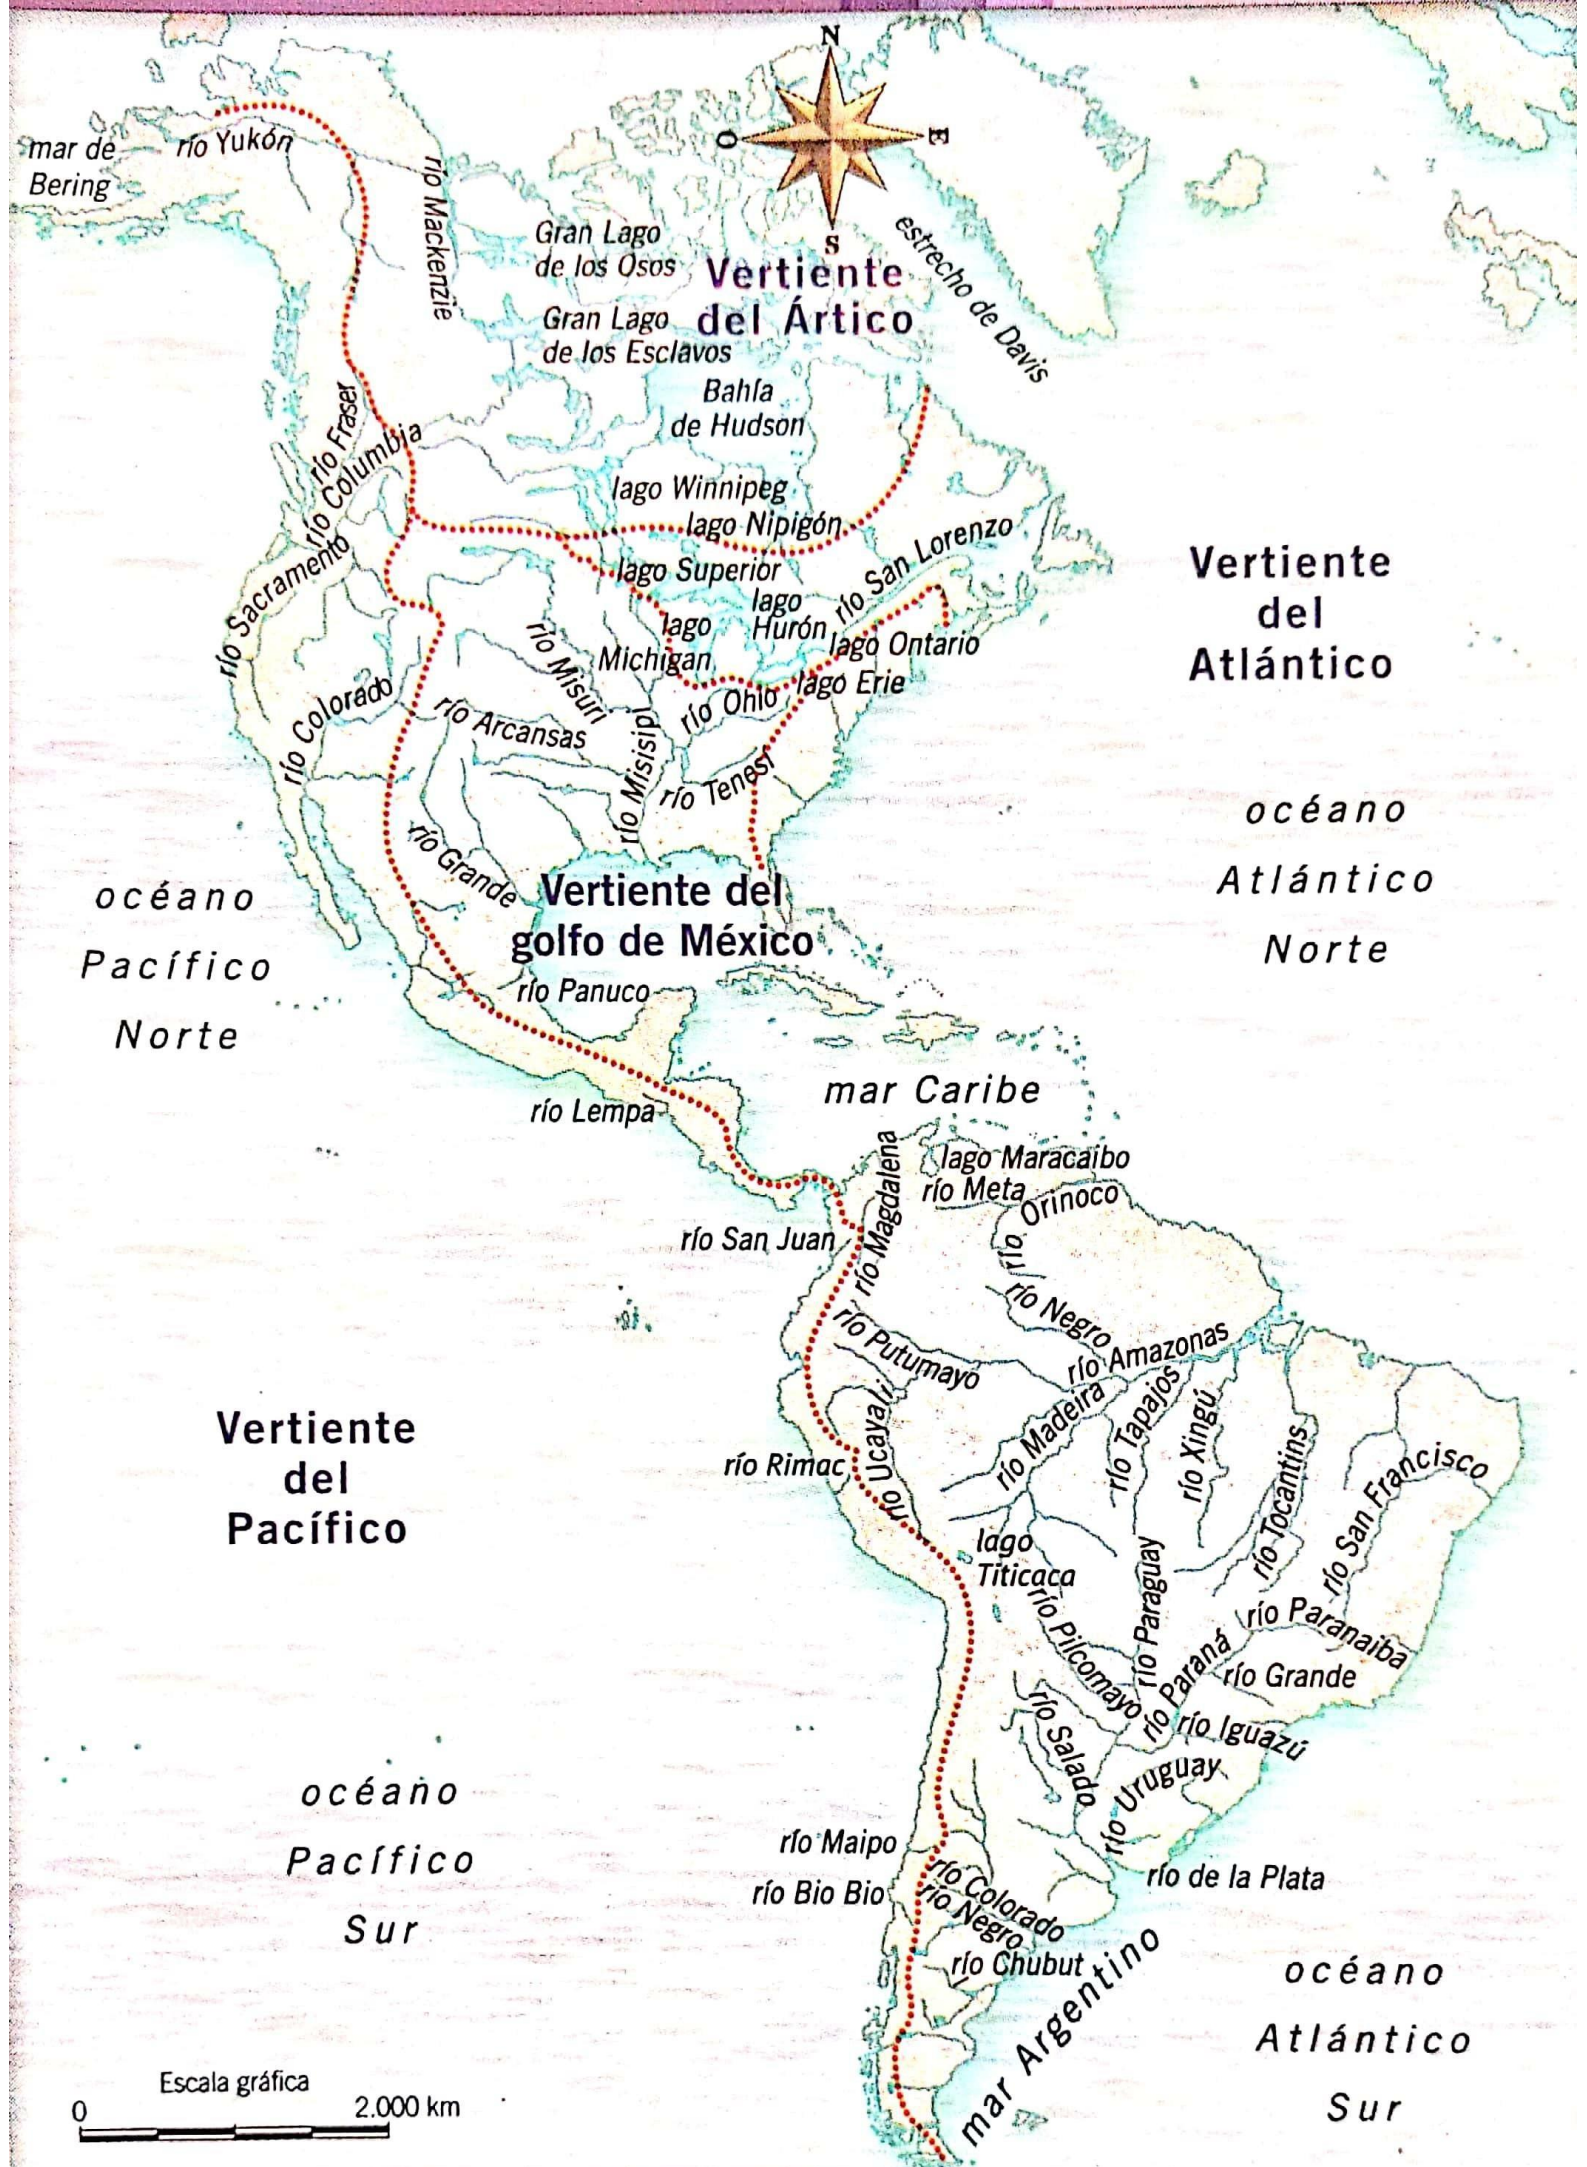 N
O
E
S
mar de
Bering
río Yukón
río Mackenzie
Gran Lago
de los Osos
Vertiente
del Ártico
estrecho de Davis
Gran Lago
de los Esclavos
Bahía
de Hudson
río Fraser
río Columbia
lago Winnipeg
lago Nipigón
río Sacramento
lago Superior
río San Lorenzo
lago
Hurón
lago
Michigan
lago Ontario
lago Erie
Vertiente
del
Atlántico
río Misuri
río Ohio
río Colorado
río Arcansas
río Misisipi
río Tenesi
río Grande
océano
Atlántico
Norte
océano
Pacífico
Norte
Vertiente del
golfo de México
río Panuco
río Lempa
mar Caribe
lago Maracaibo
río Magdalena
río Meta
río Orinoco
río San Juan
río Negro
río Putumayo
río Amazonas
río Madeira
río Tapajos
río Xingú
río Ucayali
río Tocantins
río San Francisco
río Rimac
Vertiente
del
Pacífico
lago
Titicaca
río Pilcomayo
río Paraguay
río Paraná
río Paranaiba
río Grande
río Iguazú
río Salado
río Uruguay
océano
Pacífico
Sur
río Maipo
río Bio Bio
río Colorado
río Negro
río Chubut
río de la Plata
mar Argentino
océano
Atlántico
Sur
Escala gráfica
0
2.000 km